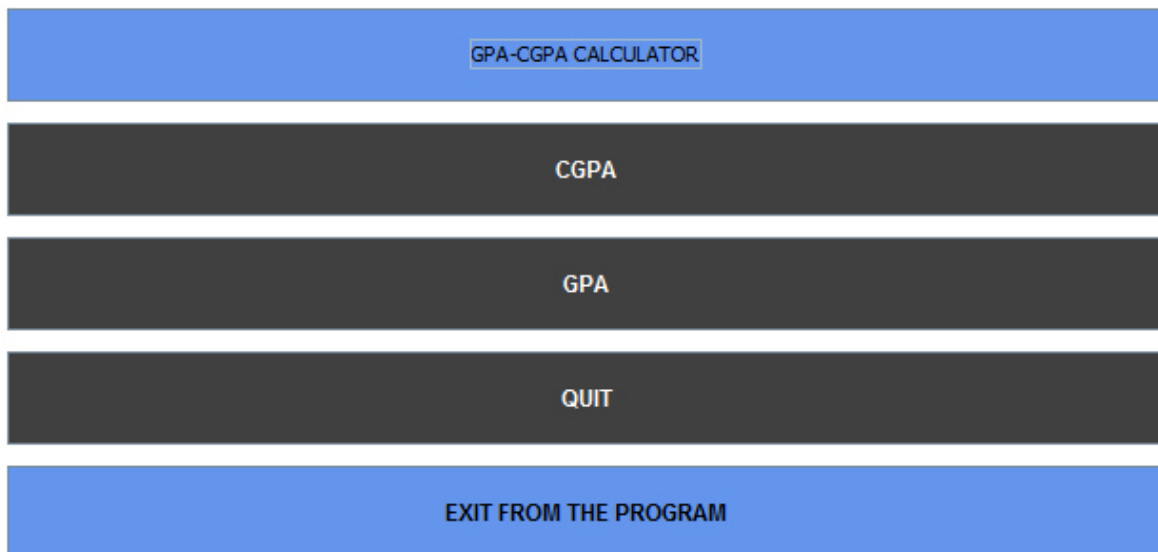 GPA-CGPA CALCULATOR
CGPA
GPA
QUIT
EXIT FROM THE PROGRAM